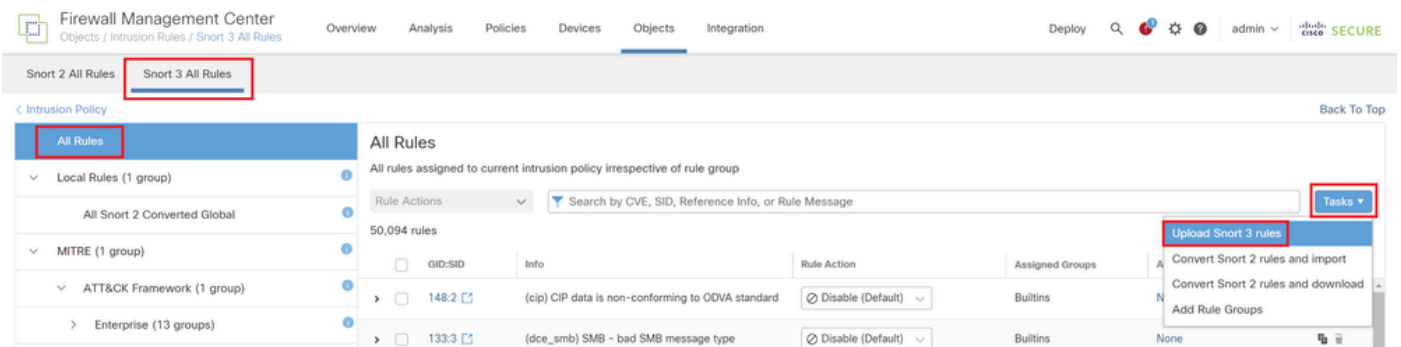 Firewall Management Center
Objects / Intrusion Rules / Snort 3 All Rules
Overview Analysis Policies Devices Objects Integration
Deploy admin cisco SECURE
Snort 2 All Rules Snort 3 All Rules
< Intrusion Policy Back To Top
All Rules
Local Rules (1 group)
All Snort 2 Converted Global
MITRE (1 group)
ATT&CK Framework (1 group)
Enterprise (13 groups)
All Rules
All rules assigned to current intrusion policy irrespective of rule group
Rule Actions Search by CVE, SID, Reference Info, or Rule Message Tasks
Upload Snort 3 rules
Convert Snort 2 rules and import
Convert Snort 2 rules and download
Add Rule Groups
50,094 rules
GID:SID Info Rule Action Assigned Groups A
148:2 (cip) CIP data is non-conforming to ODVA standard Disable (Default) Builtins N
133:3 (dce_smb) SMB - bad SMB message type Disable (Default) Builtins None